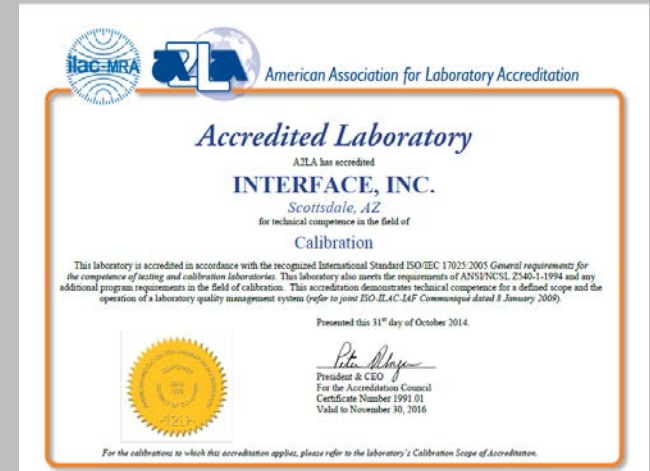 ilac-MRA
A2LA
American Association for Laboratory Accreditation
Accredited Laboratory
A2LA has accredited
INTERFACE, INC.
Scottsdale, AZ
for technical competence in the field of
Calibration
This laboratory is accredited in accordance with the recognized International Standard ISO/IEC 17025:2005 General requirements for
the competence of testing and calibration laboratories. This laboratory also meets the requirements of ANSI/NCSL Z540-1-1994 and any
additional program requirements in the field of calibration. This accreditation demonstrates technical competence for a defined scope and the
operation of a laboratory quality management system (refer to joint ISO-ILAC-IAF Communiqué dated 8 January 2009).
Presented this 31st day of October 2014.
President & CEO
For the Accreditation Council
Certificate Number 1991.01
Valid to November 30, 2016
A2LA
For the calibrations to which this accreditation applies, please refer to the laboratory's Calibration Scope of Accreditation.